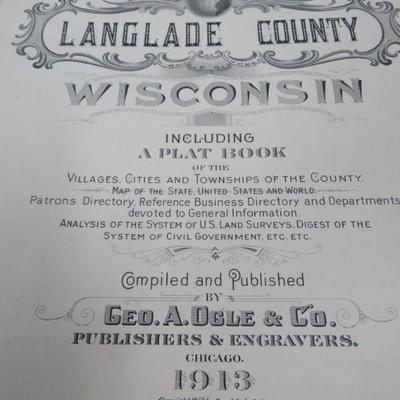 LANGLADE COUNTY
WISCONSIN
INCLUDING
A PLAT BOOK
OF THE
VILLAGES, CITIES AND TOWNSHIPS OF THE COUNTY.
MAP OF THE STATE, UNITED STATES AND WORLD.
Patrons Directory, Reference Business Directory and Departments
devoted to General Information.
ANALYSIS OF THE SYSTEM OF U.S. LAND SURVEYS, DIGEST OF THE
SYSTEM OF CIVIL GOVERNMENT, ETC. ETC.
Compiled and Published
BY
GEO. A. OGLE & CO.
PUBLISHERS & ENGRAVERS.
CHICAGO.
1913